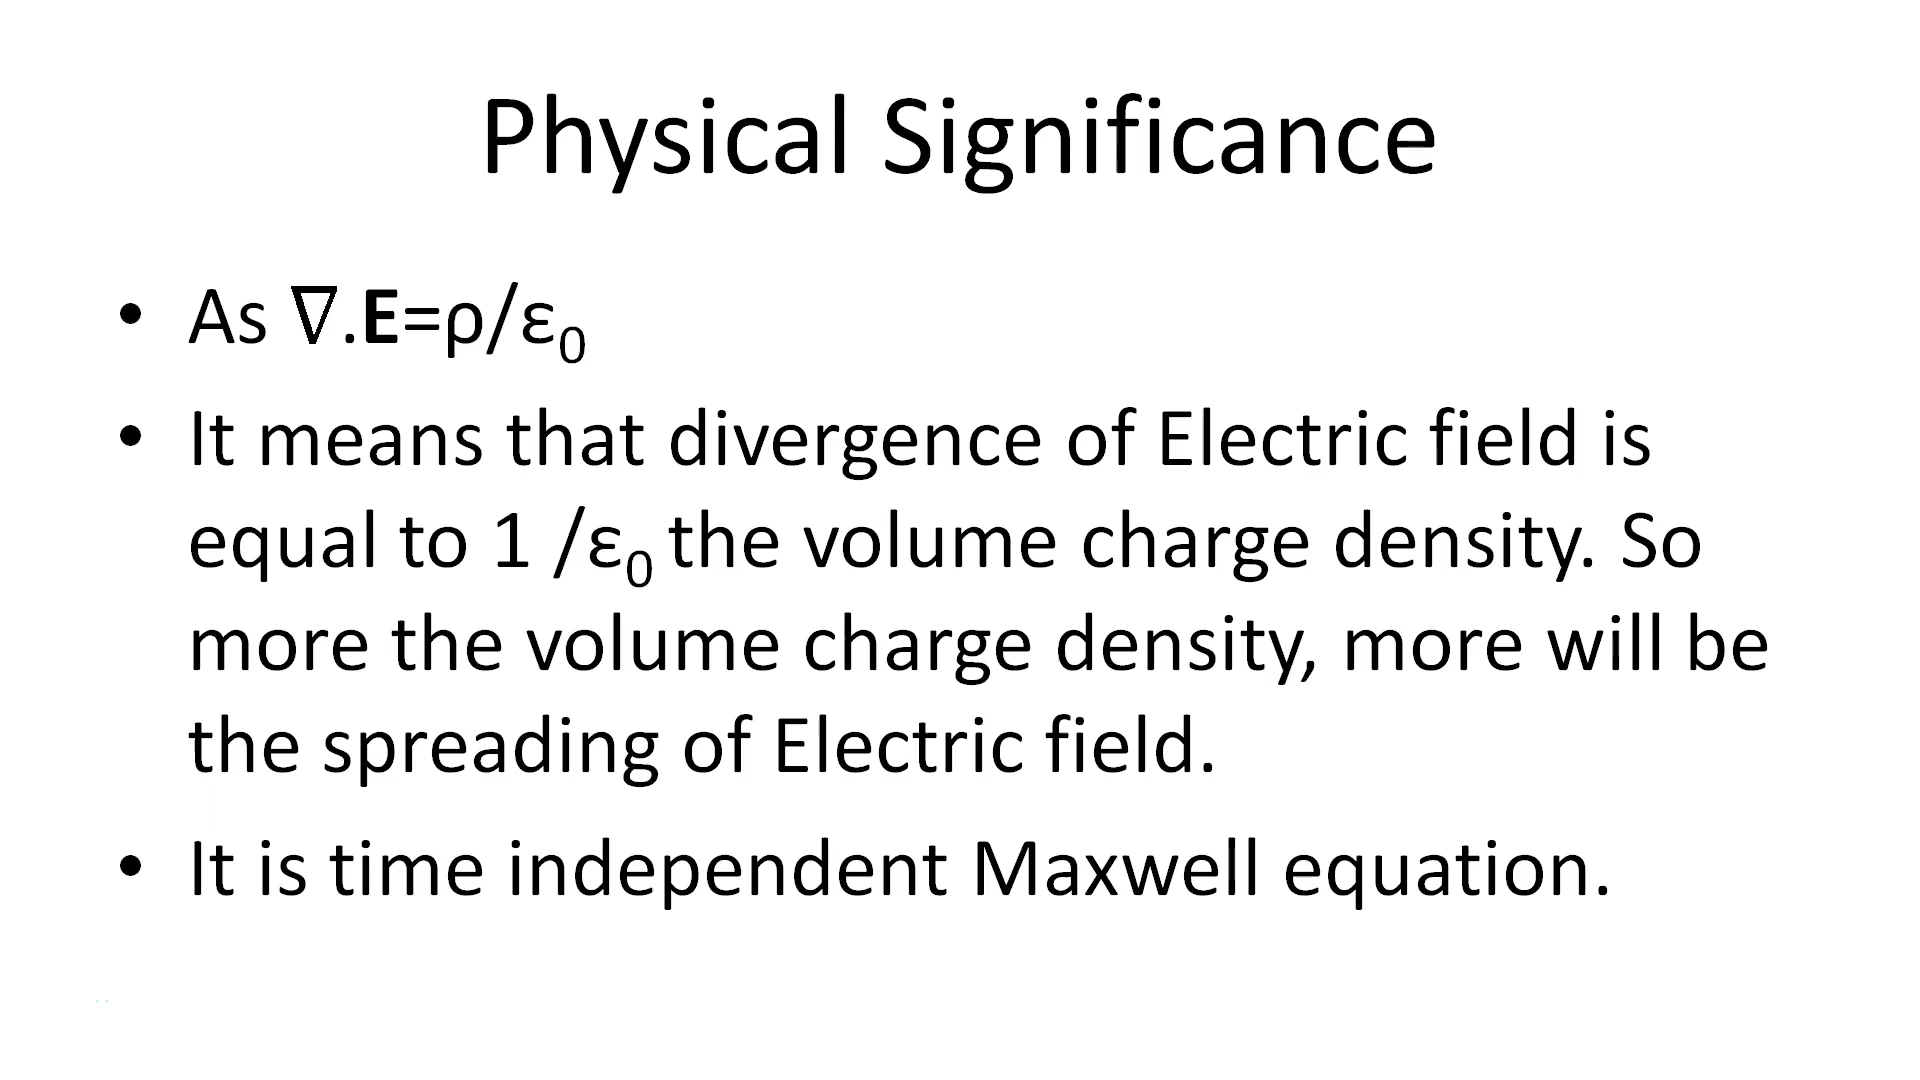 Physical Significance
• As ∇.E=ρ/ε₀
• It means that divergence of Electric field is
equal to 1 /ε₀ the volume charge density. So
more the volume charge density, more will be
the spreading of Electric field.
• It is time independent Maxwell equation.